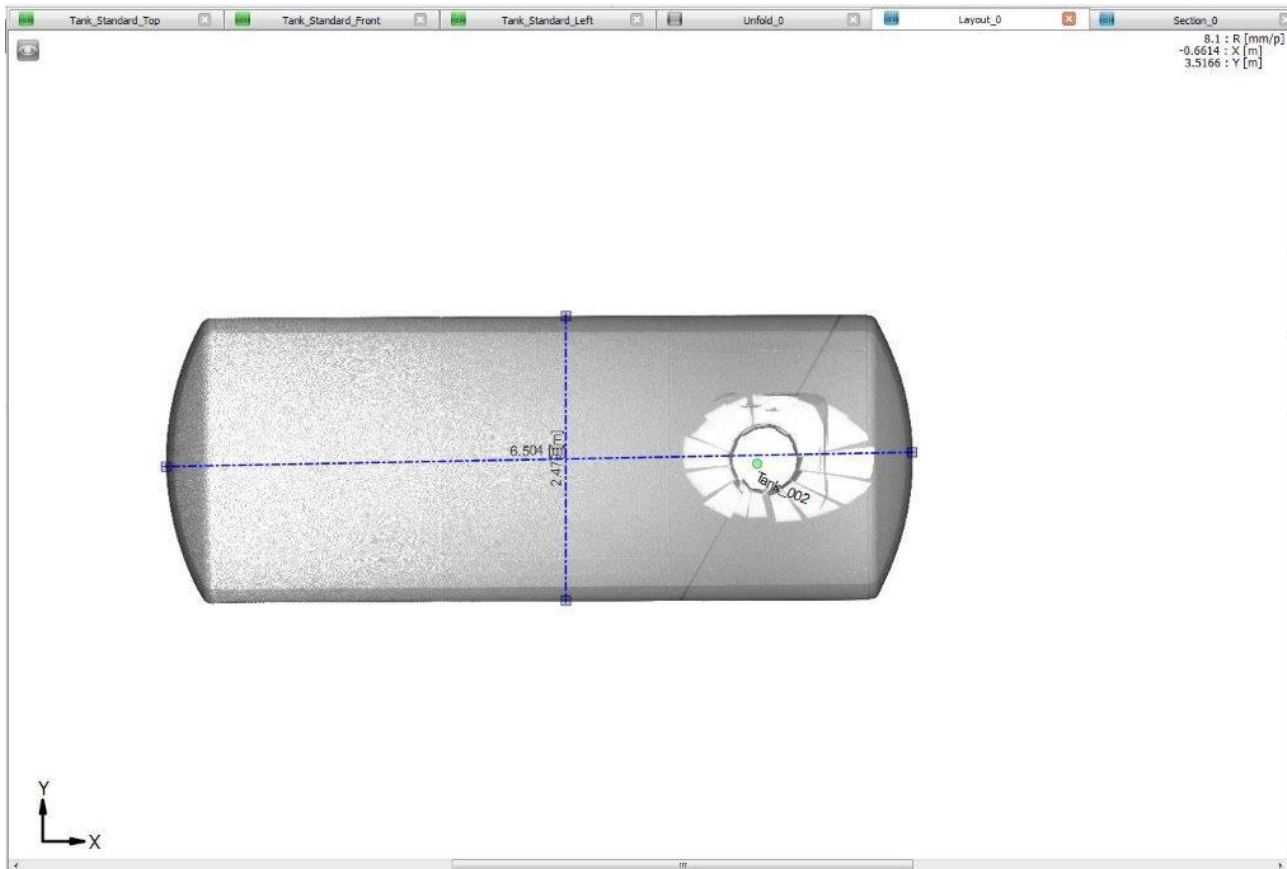 Tank_Standard_Top
Tank_Standard_Front
Tank_Standard_Left
Unfold_0
Layout_0
Section_0
8.1 : R [mm/p]
-0.6614 : X [m]
3.5166 : Y [m]
6.504
Tank_002
Y
X